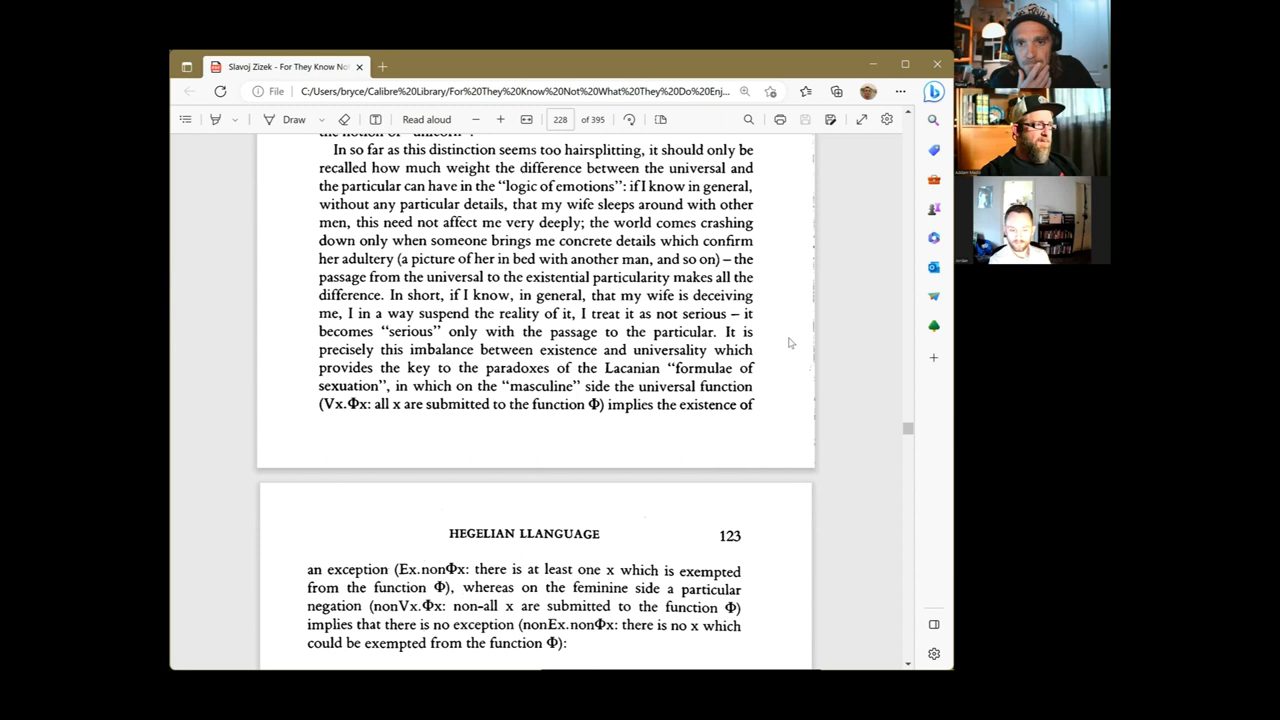 Slavoj Zizek - For They Know No
File
C:/Users/bryce/Calibre%20Library/For%20They%20Know%20Not%20What%20They%20Do%20Enj...
Draw
Read aloud
228 of 395
In so far as this distinction seems too hairsplitting, it should only be
recalled how much weight the difference between the universal and
the particular can have in the "logic of emotions": if I know in general,
without any particular details, that my wife sleeps around with other
men, this need not affect me very deeply; the world comes crashing
down only when someone brings me concrete details which confirm
her adultery (a picture of her in bed with another man, and so on) – the
passage from the universal to the existential particularity makes all the
difference. In short, if I know, in general, that my wife is deceiving
me, I in a way suspend the reality of it, I treat it as not serious – it
becomes "serious" only with the passage to the particular. It is
precisely this imbalance between existence and universality which
provides the key to the paradoxes of the Lacanian "formulae of
sexuation", in which on the "masculine" side the universal function
(Vx.Φx: all x are submitted to the function Φ) implies the existence of
HEGELIAN LLANGUAGE 123
an exception (Ex.nonΦx: there is at least one x which is exempted
from the function Φ), whereas on the feminine side a particular
negation (nonVx.Φx: non-all x are submitted to the function Φ)
implies that there is no exception (nonEx.nonΦx: there is no x which
could be exempted from the function Φ):
Jordan